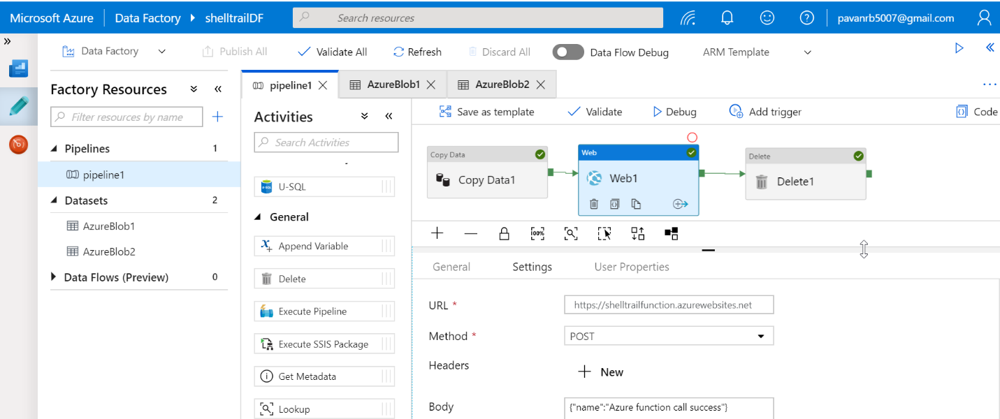 Microsoft Azure Data Factory shelltrailDF Search resources pavanrb5007@gmail.com
Data Factory Publish All Validate All Refresh Discard All Data Flow Debug ARM Template
Factory Resources
Filter resources by name
Pipelines 1
pipeline1
Datasets 2
AzureBlob1
AzureBlob2
Data Flows (Preview) 0
pipeline1 AzureBlob1 AzureBlob2
Activities
Search Activities
U-SQL U-SQL
General
Append Variable
Delete
Execute Pipeline
Execute SSIS Package
Get Metadata
Lookup
Save as template Validate Debug Add trigger Code
Copy Data
Copy Data1
Web
Web1
Delete
Delete1
100%
General Settings User Properties
URL * https://shelltrailfunction.azurewebsites.net
Method * POST
Headers New
Body {"name":"Azure function call success"}